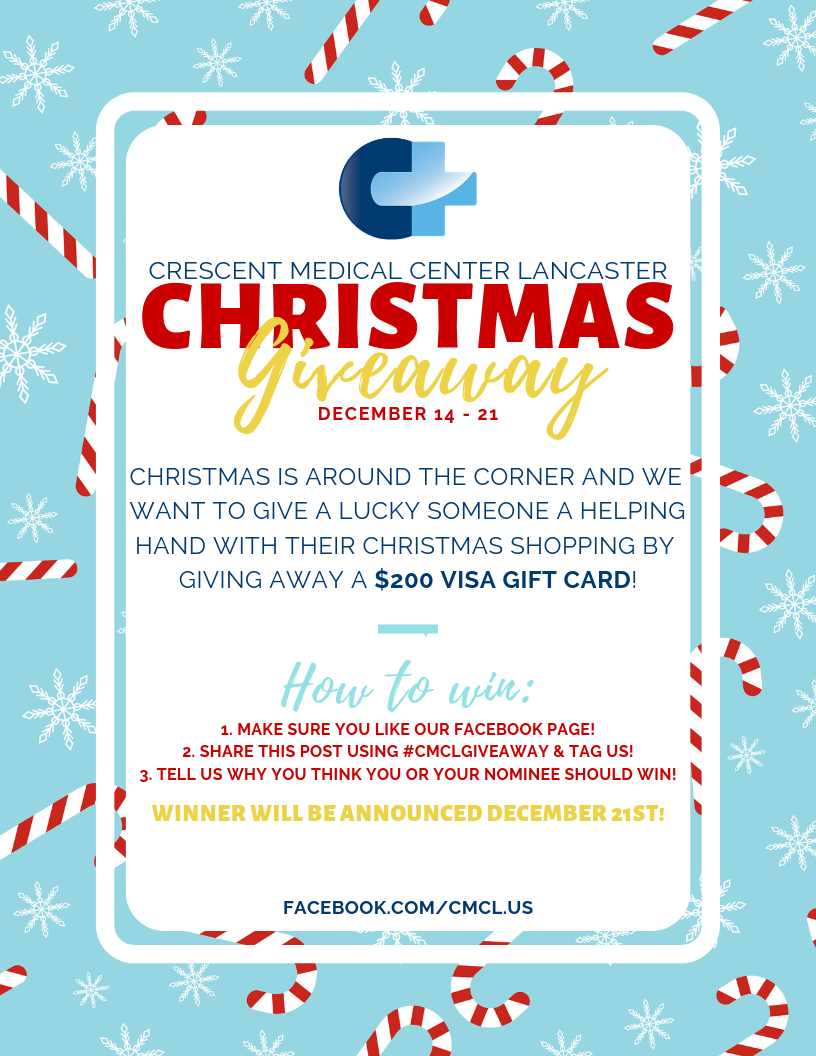 CRESCENT MEDICAL CENTER LANCASTER
CHRISTMAS
Giveaway
DECEMBER 14 - 21
CHRISTMAS IS AROUND THE CORNER AND WE
WANT TO GIVE A LUCKY SOMEONE A HELPING
HAND WITH THEIR CHRISTMAS SHOPPING BY
GIVING AWAY A $200 VISA GIFT CARD!
How to win:
1. MAKE SURE YOU LIKE OUR FACEBOOK PAGE!
2. SHARE THIS POST USING #CMCLGIVEAWAY & TAG US!
3. TELL US WHY YOU THINK YOU OR YOUR NOMINEE SHOULD WIN!
WINNER WILL BE ANNOUNCED DECEMBER 21ST!
FACEBOOK.COM/CMCL.US